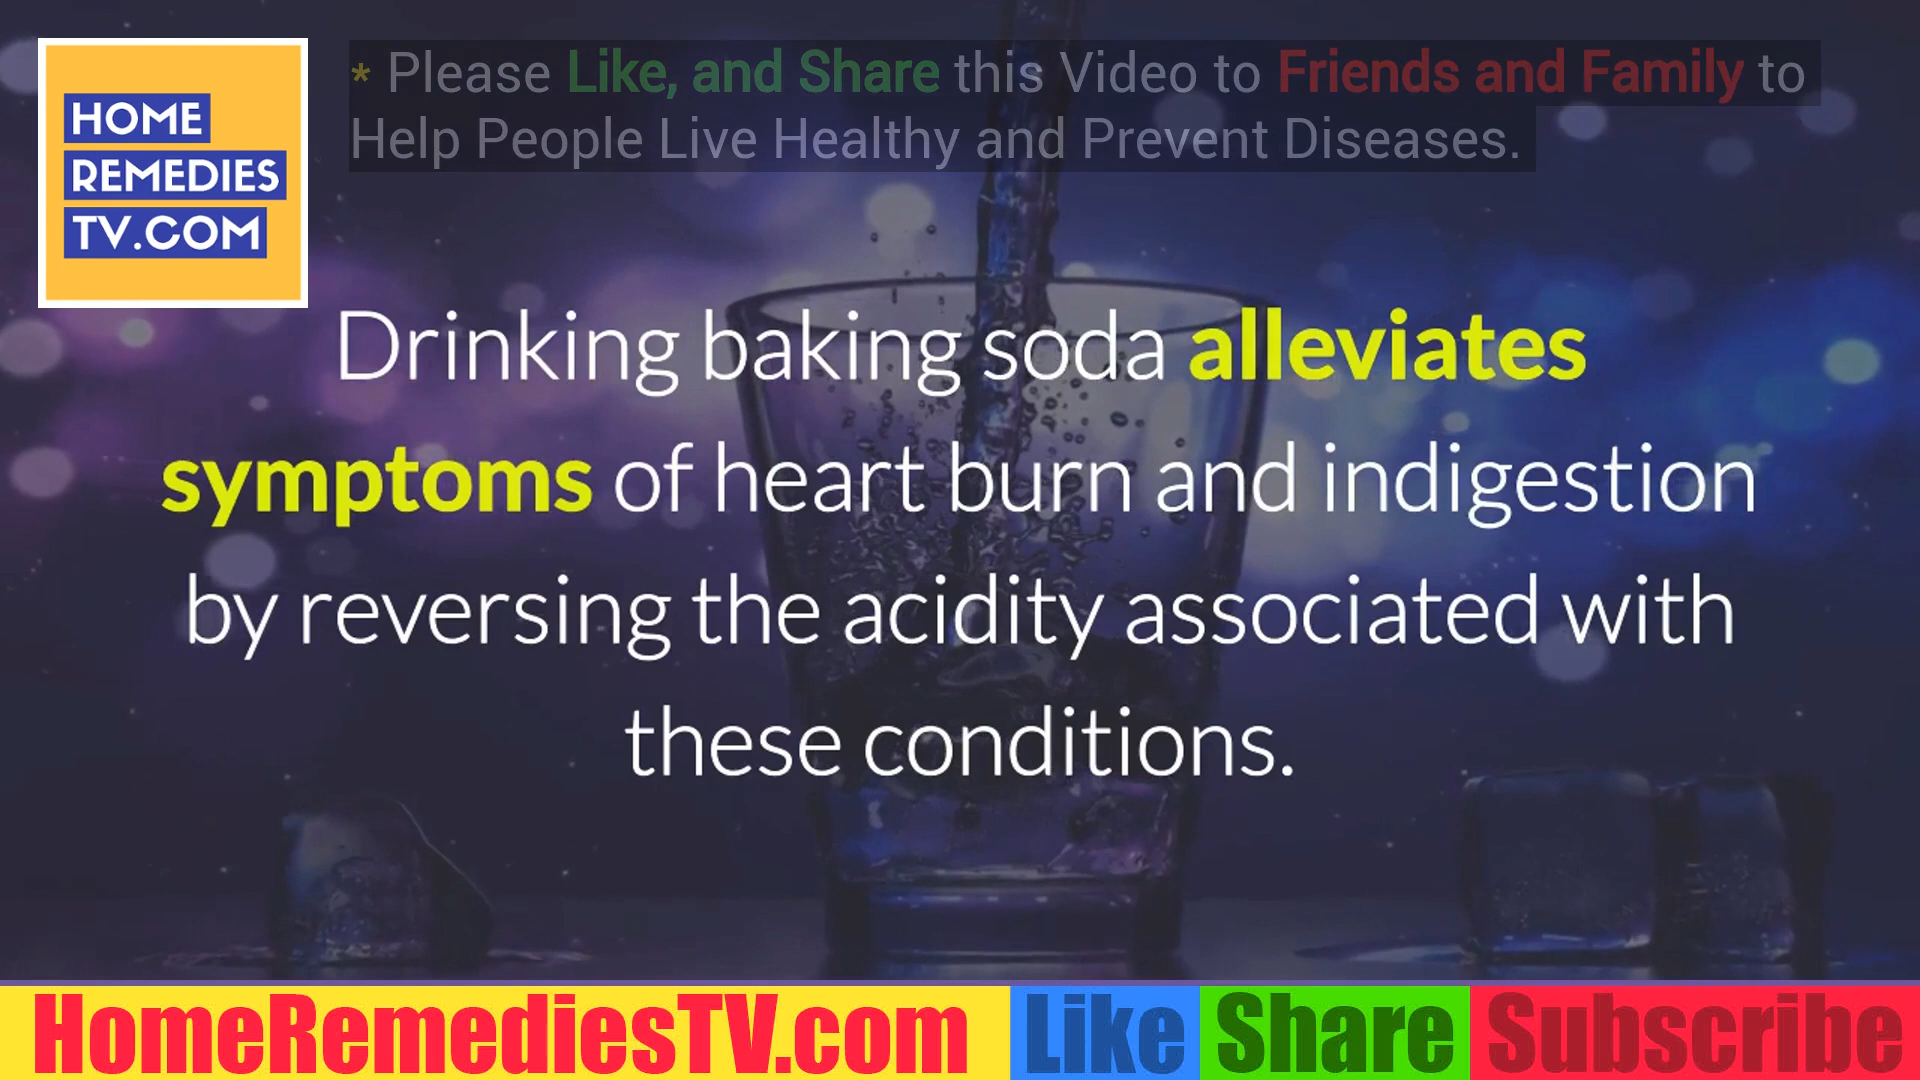 HOME
REMEDIES
TV.COM
* Please Like, and Share this Video to Friends and Family to
Help People Live Healthy and Prevent Diseases.
Drinking baking soda alleviates
symptoms of heart burn and indigestion
by reversing the acidity associated with
these conditions.
HomeRemediesTV.com Like Share Subscribe